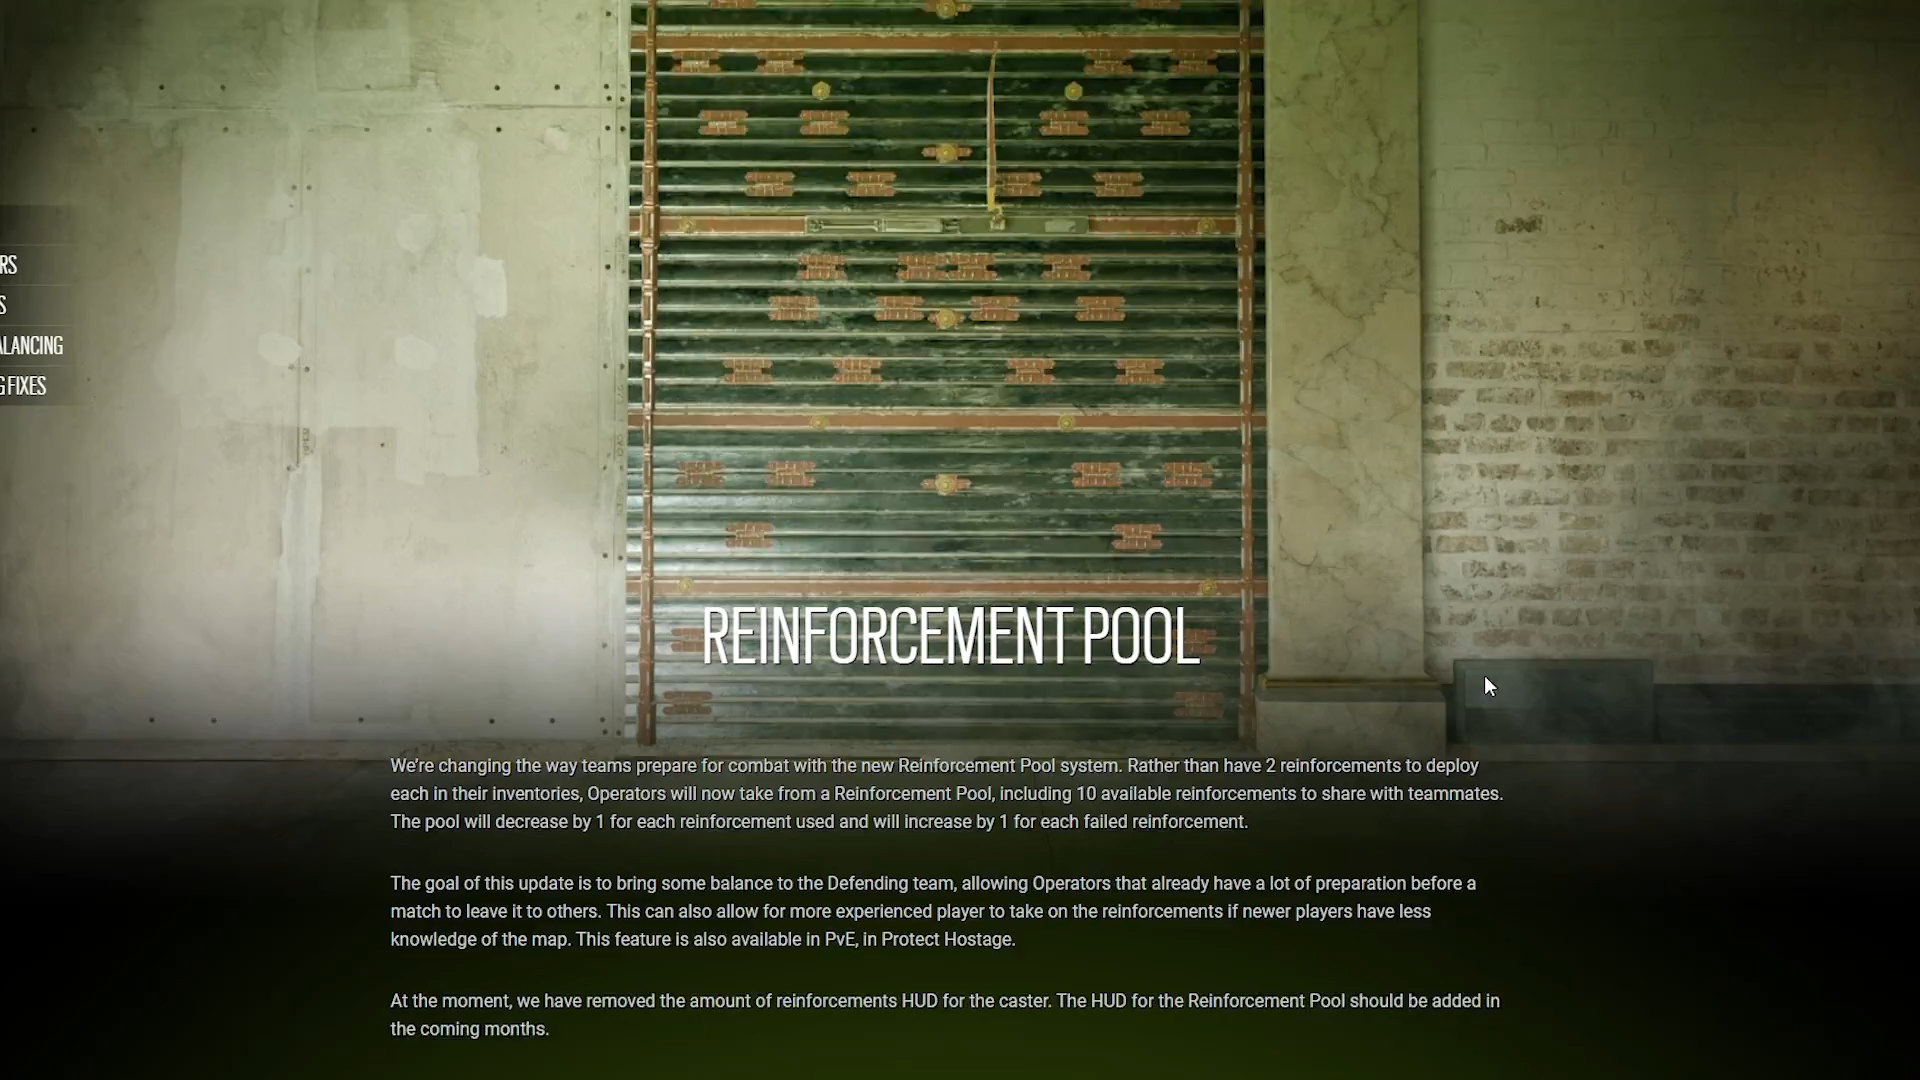 RS
S
ALANCING
G FIXES
REINFORCEMENT POOL
We're changing the way teams prepare for combat with the new Reinforcement Pool system. Rather than have 2 reinforcements to deploy
each in their inventories, Operators will now take from a Reinforcement Pool, including 10 available reinforcements to share with teammates.
The pool will decrease by 1 for each reinforcement used and will increase by 1 for each failed reinforcement.
The goal of this update is to bring some balance to the Defending team, allowing Operators that already have a lot of preparation before a
match to leave it to others. This can also allow for more experienced player to take on the reinforcements if newer players have less
knowledge of the map. This feature is also available in PvE, in Protect Hostage.
At the moment, we have removed the amount of reinforcements HUD for the caster. The HUD for the Reinforcement Pool should be added in
the coming months.